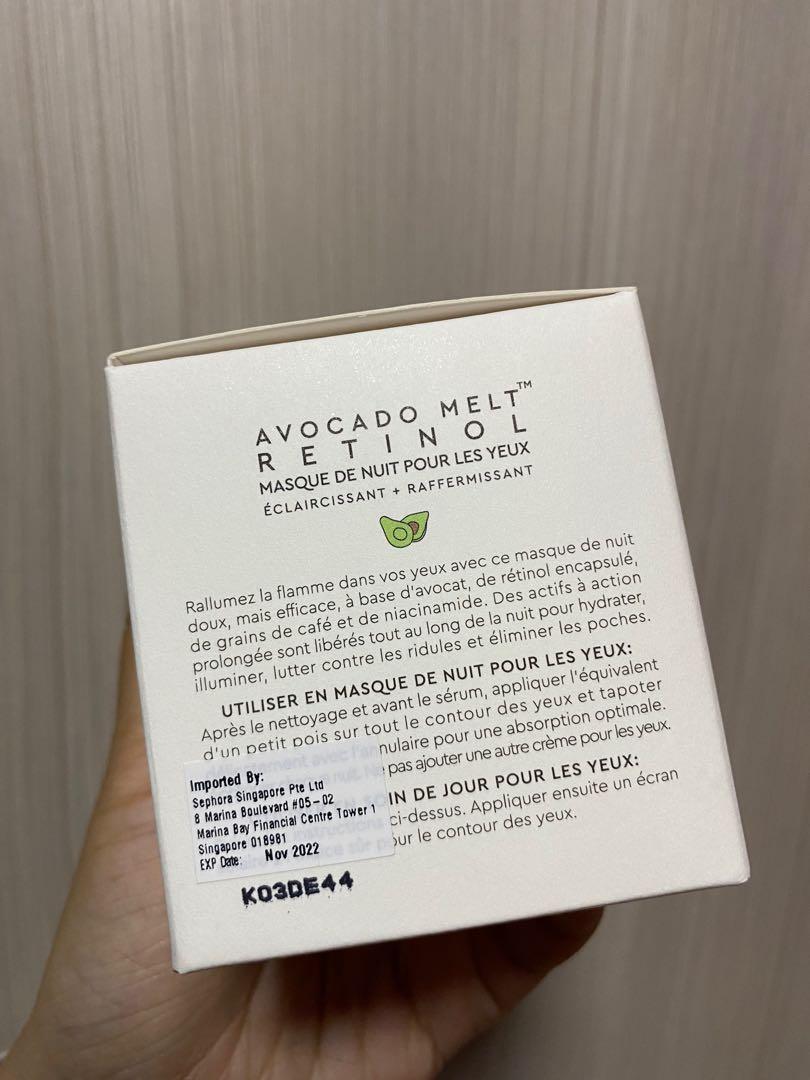 AVOCADO MELT™
RETINOL
MASQUE DE NUIT POUR LES YEUX
ÉCLAIRCISSANT + RAFFERMISSANT
Rallumez la flamme dans vos yeux avec ce masque de nuit
doux, mais efficace, à base d'avocat, de rétinol encapsulé,
de grains de café et de niacinamide. Des actifs à action
prolongée sont libérés tout au long de la nuit pour hydrater,
illuminer, lutter contre les ridules et éliminer les poches.
UTILISER EN MASQUE DE NUIT POUR LES YEUX:
Après le nettoyage et avant le sérum, appliquer l'équivalent
d'un petit pois sur tout le contour des yeux et tapoter
nulaire pour une absorption optimale.
pas ajouter une autre crème pour les yeux.
IN DE JOUR POUR LES YEUX:
ci-dessus. Appliquer ensuite un écran
ur le contour des yeux.
Imported By:
Sephora Singapore Pte Ltd
8 Marina Boulevard #05-02
Marina Bay Financial Centre Tower 1
Singapore 018981
EXP Date: Nov 2022
K03DE44